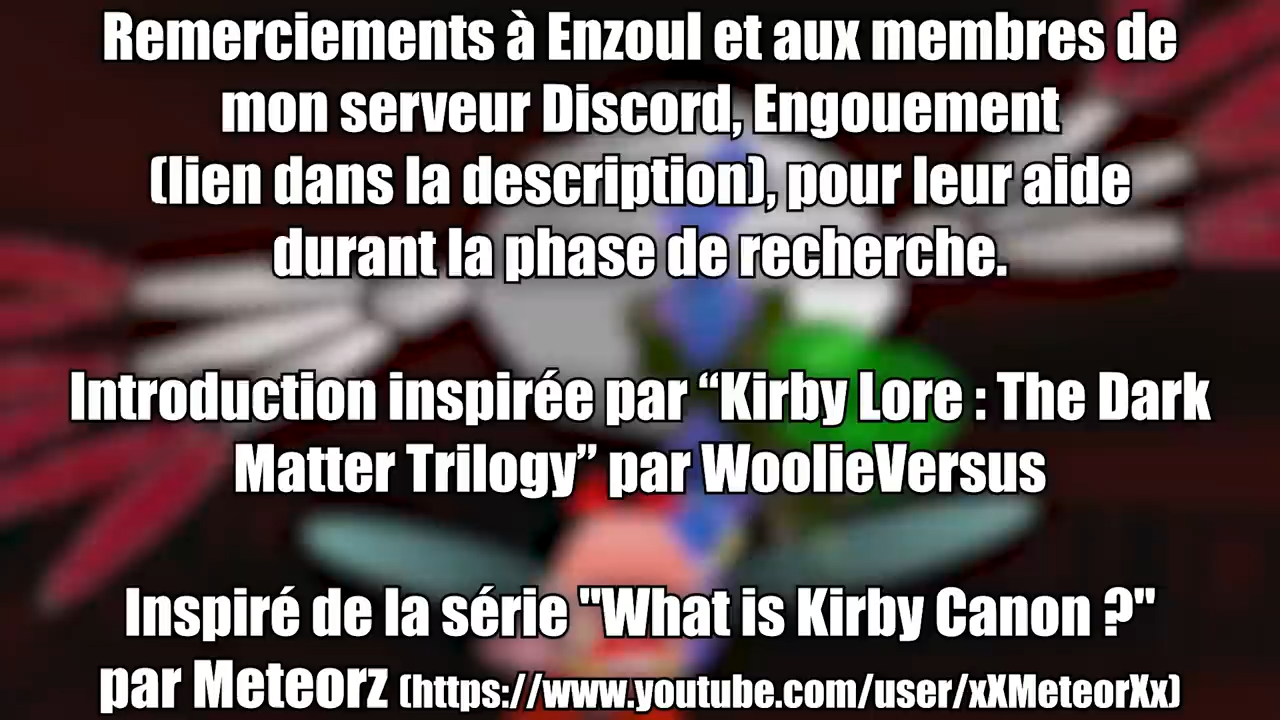 Remerciements à Enzoul et aux membres de
mon serveur Discord, Engouement
(lien dans la description), pour leur aide
durant la phase de recherche.
Introduction inspirée par “Kirby Lore : The Dark
Matter Trilogy” par WoolieVersus
Inspiré de la série "What is Kirby Canon ?"
par Meteorz (https://www.youtube.com/user/xXMeteorXx)